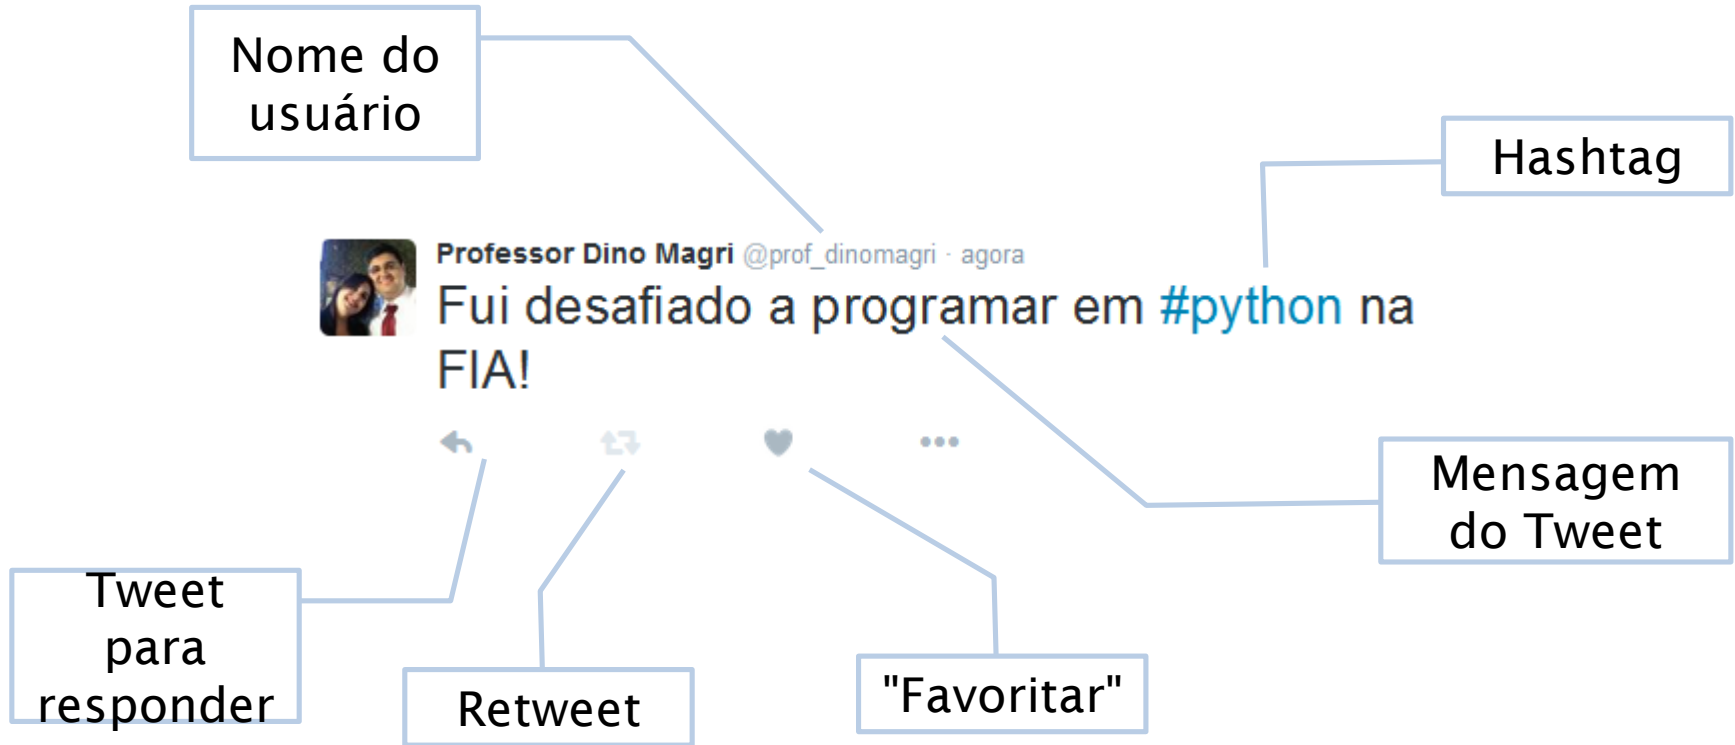 Nome do
usuário
Hashtag
Professor Dino Magri @prof_dinomagri · agora
Fui desafiado a programar em #python na
FIA!
Mensagem
do Tweet
Tweet
para
responder
Retweet
"Favoritar"